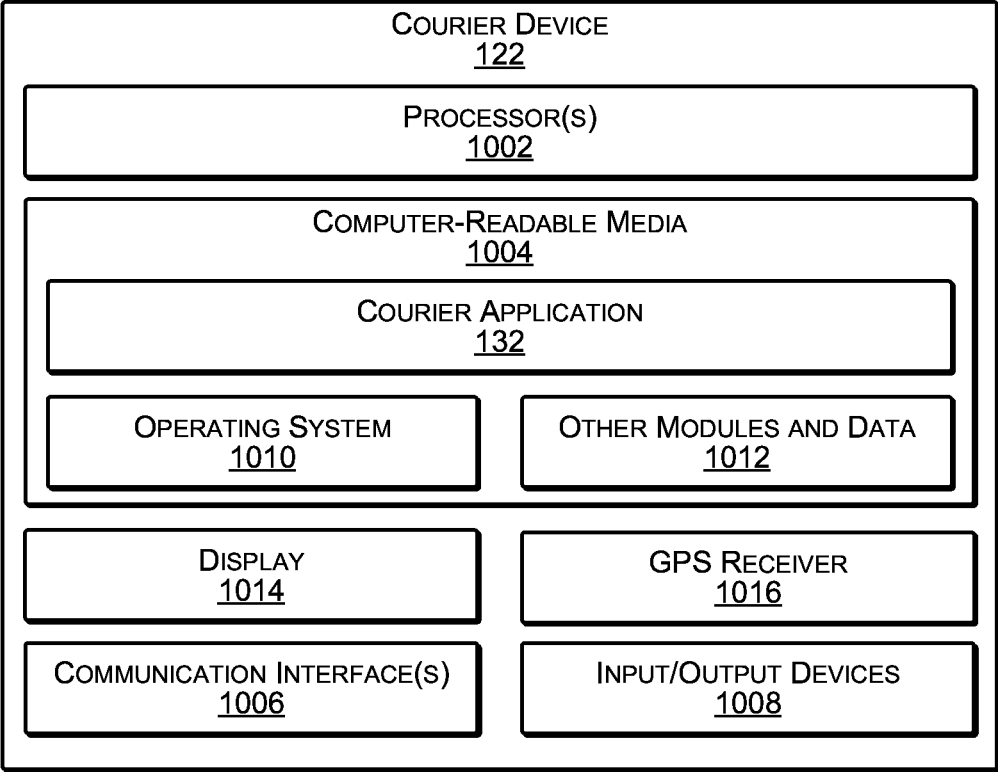 COURIER DEVICE
122
PROCESSOR(S)
1002
COMPUTER-READABLE MEDIA
1004
COURIER APPLICATION
132
OPERATING SYSTEM
1010
OTHER MODULES AND DATA
1012
DISPLAY
1014
GPS RECEIVER
1016
COMMUNICATION INTERFACE(S)
1006
INPUT/OUTPUT DEVICES
1008